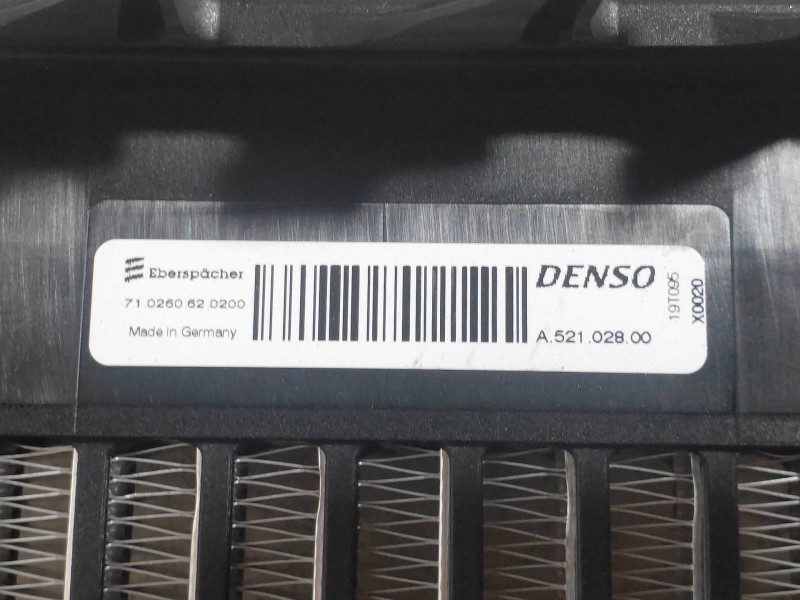 Eberspächer
71 0260 62 0200
Made in Germany
DENSO
A.521.028.00
19T095
X0020